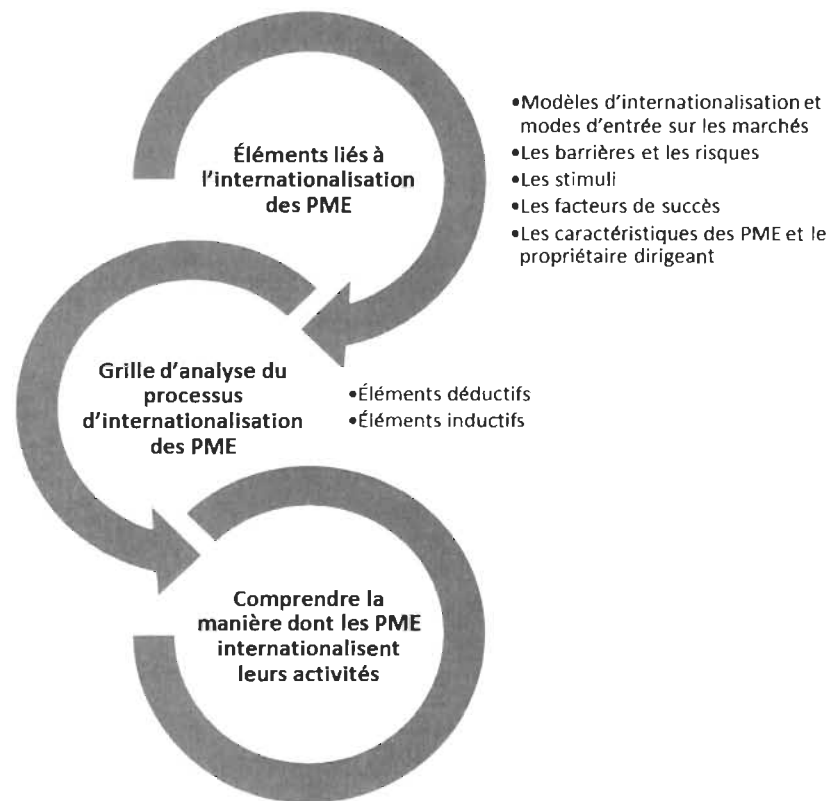 Éléments liés à
l'internationalisation
des PME
•Modèles d'internationalisation et
modes d'entrée sur les marchés
•Les barrières et les risques
•Les stimuli
•Les facteurs de succès
•Les caractéristiques des PME et le
propriétaire dirigeant
Grille d'analyse du
processus
d'internationalisation
des PME
•Éléments déductifs
•Éléments inductifs
Comprendre la
manière dont les PME
internationalisent
leurs activités